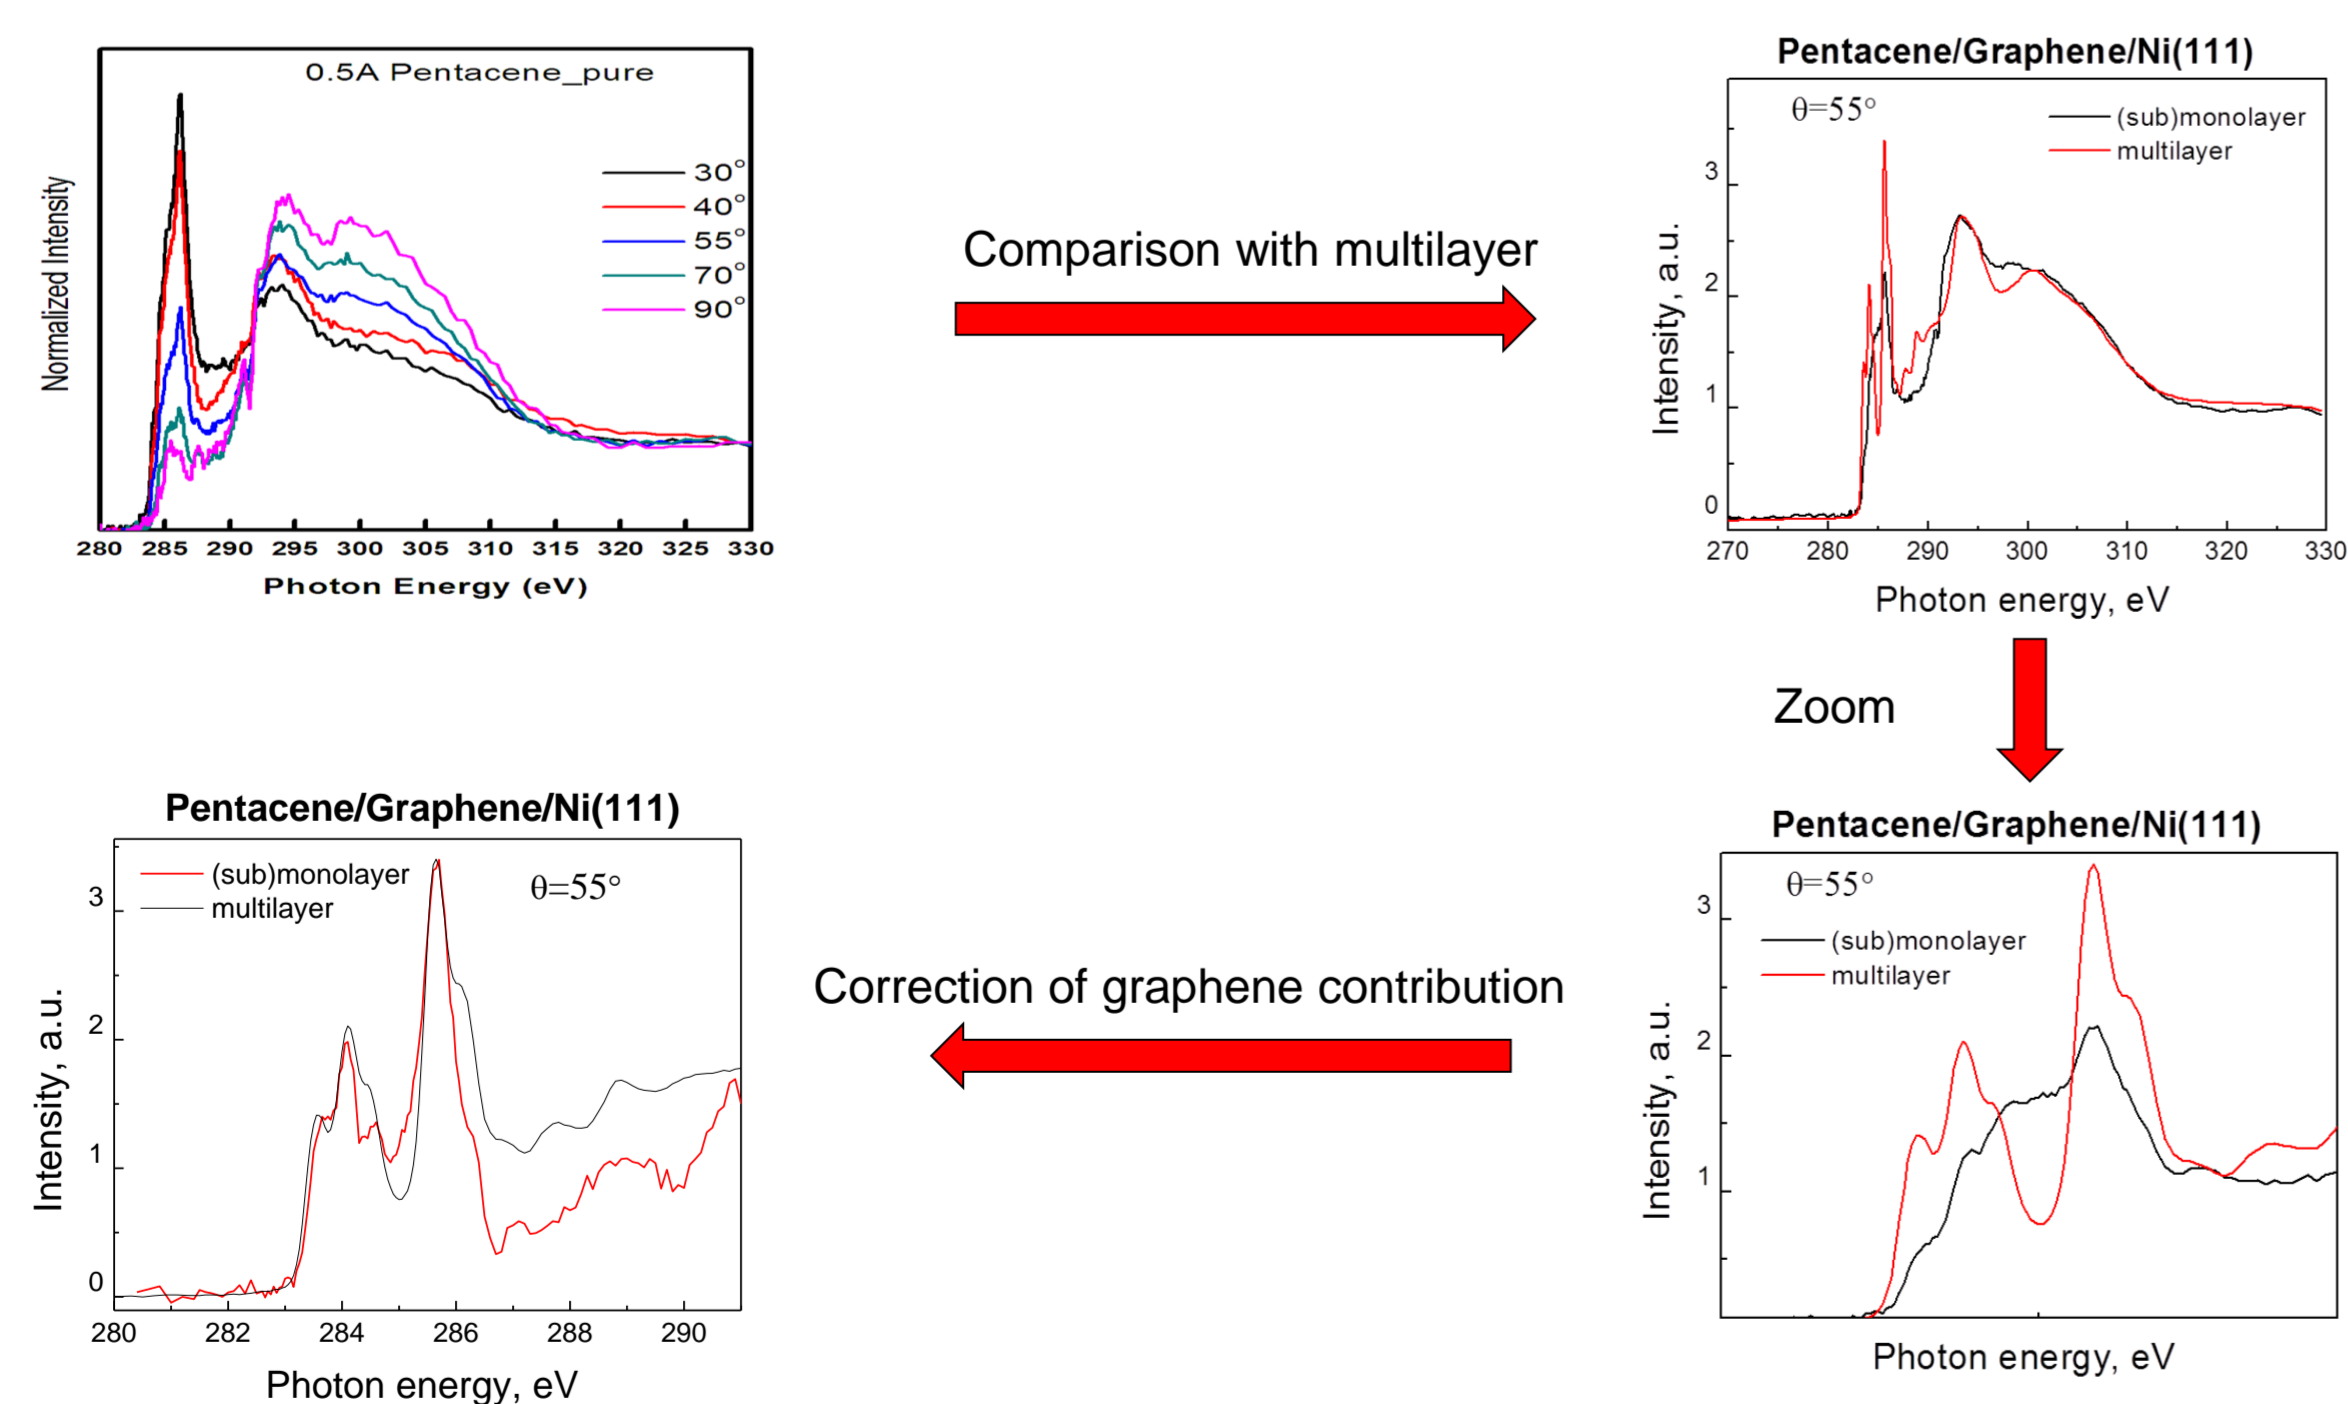 0.5A Pentacene_pure
Normalized Intensity
30°
40°
55°
70°
90°
280 285 290 295 300 305 310 315 320 325 330
Photon Energy (eV)
Comparison with multilayer
Pentacene/Graphene/Ni(111)
θ=55°
(sub)monolayer
multilayer
Intensity, a.u.
3
2
1
0
270 280 290 300 310 320 330
Photon energy, eV
Zoom
Pentacene/Graphene/Ni(111)
θ=55°
(sub)monolayer
multilayer
Intensity, a.u.
3
2
1
Photon energy, eV
Correction of graphene contribution
Pentacene/Graphene/Ni(111)
(sub)monolayer
multilayer
θ=55°
Intensity, a.u.
3
2
1
0
280 282 284 286 288 290
Photon energy, eV